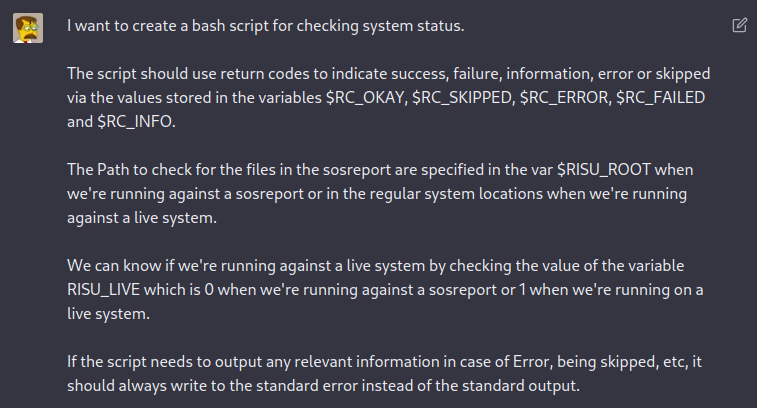 I want to create a bash script for checking system status.
The script should use return codes to indicate success, failure, information, error or skipped
via the values stored in the variables $RC_OKAY, $RC_SKIPPED, $RC_ERROR, $RC_FAILED
and $RC_INFO.
The Path to check for the files in the sosreport are specified in the var $RISU_ROOT when
we're running against a sosreport or in the regular system locations when we're running
against a live system.
We can know if we're running against a live system by checking the value of the variable
RISU_LIVE which is 0 when we're running against a sosreport or 1 when we're running on a
live system.
If the script needs to output any relevant information in case of Error, being skipped, etc, it
should always write to the standard error instead of the standard output.